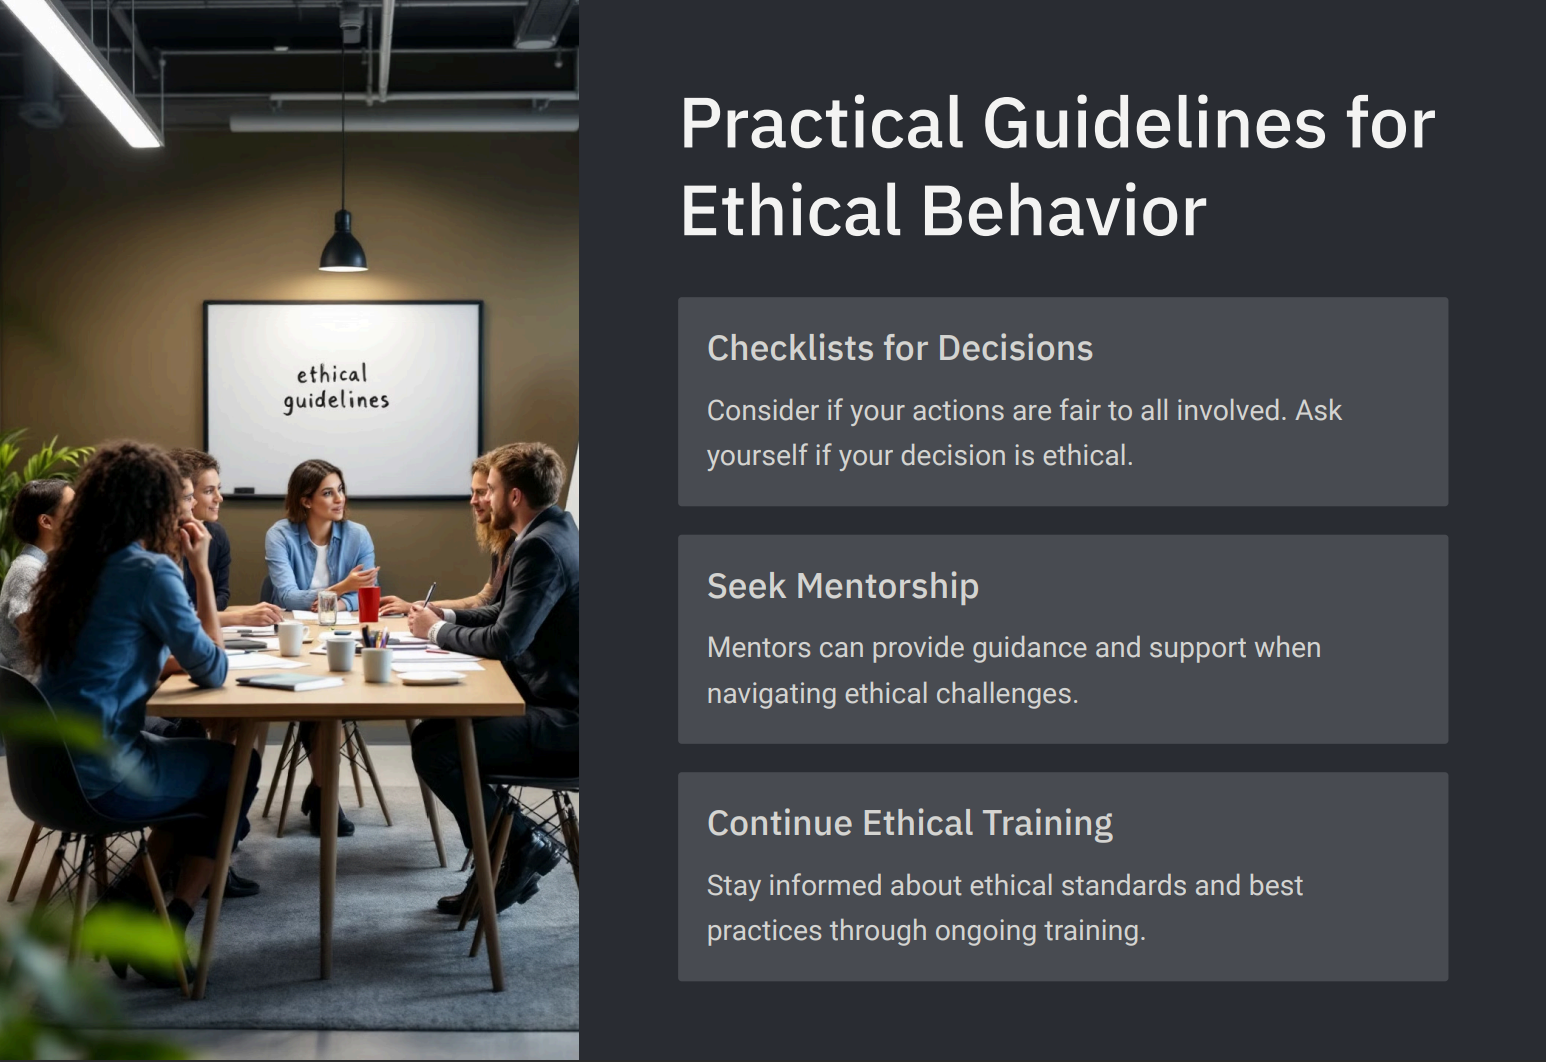 ethical
guidelines
Practical Guidelines for
Ethical Behavior
Checklists for Decisions
Consider if your actions are fair to all involved. Ask
yourself if your decision is ethical.
Seek Mentorship
Mentors can provide guidance and support when
navigating ethical challenges.
Continue Ethical Training
Stay informed about ethical standards and best
practices through ongoing training.